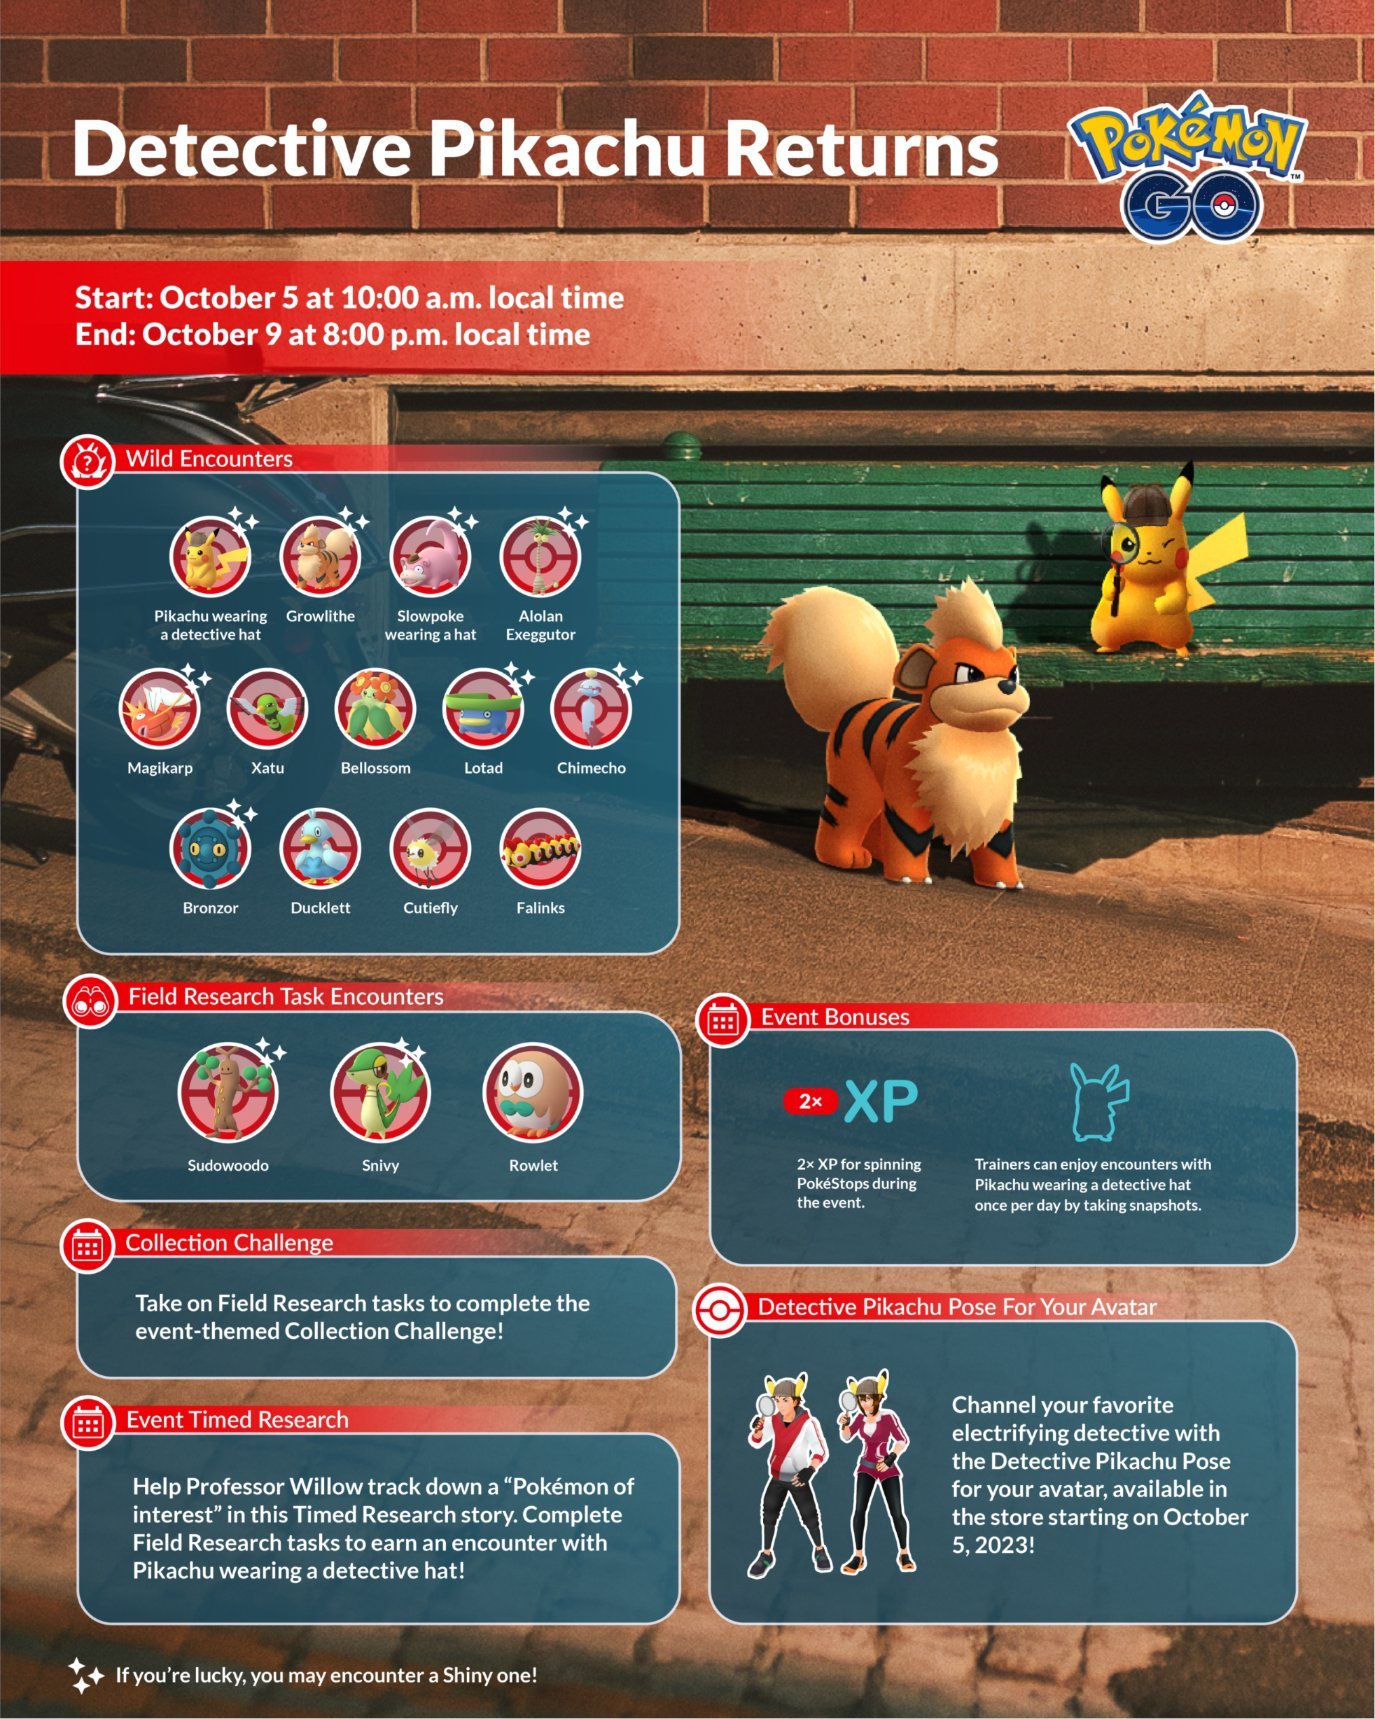 Detective Pikachu Returns
POKéMON
TM
GO
Start: October 5 at 10:00 a.m. local time
End: October 9 at 8:00 p.m. local time
Wild Encounters
Pikachu wearing
a detective hat
Growlithe
Slowpoke
wearing a hat
Alolan
Exeggutor
Magikarp
Xatu
Bellossom
Lotad
Chimecho
Bronzor
Ducklett
Cutiefly
Falinks
Field Research Task Encounters
Sudowoodo
Snivy
Rowlet
Collection Challenge
Take on Field Research tasks to complete the
event-themed Collection Challenge!
Event Timed Research
Help Professor Willow track down a “Pokémon of
interest” in this Timed Research story. Complete
Field Research tasks to earn an encounter with
Pikachu wearing a detective hat!
Event Bonuses
2× XP
2× XP for spinning
PokéStops during
the event.
Trainers can enjoy encounters with
Pikachu wearing a detective hat
once per day by taking snapshots.
Detective Pikachu Pose For Your Avatar
Channel your favorite
electrifying detective with
the Detective Pikachu Pose
for your avatar, available in
the store starting on October
5, 2023!
If you’re lucky, you may encounter a Shiny one!